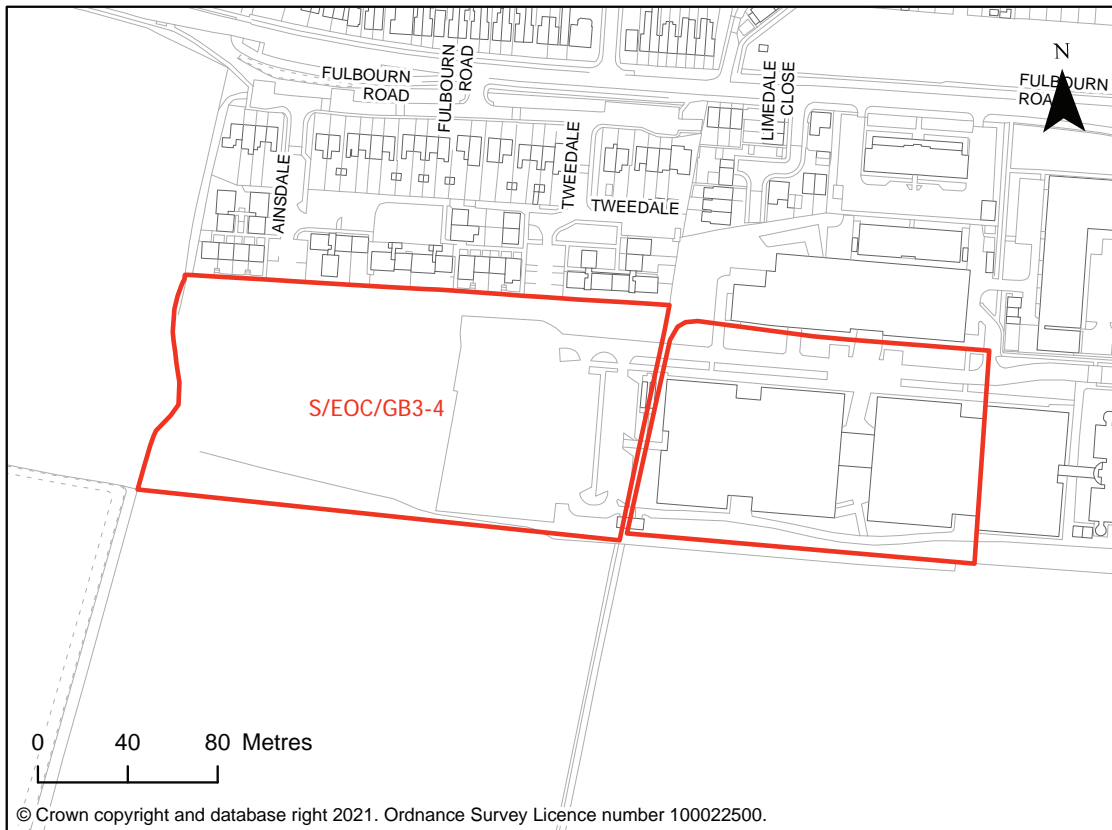 N
FULBOURN
ROAD
FULBOURN
ROAD
LIMEDALE
CLOSE
FULBOURN
ROAD
AINSDALE
TWEEDALE
TWEEDALE
S/EOC/GB3-4
0 40 80 Metres
© Crown copyright and database right 2021. Ordnance Survey Licence number 100022500.